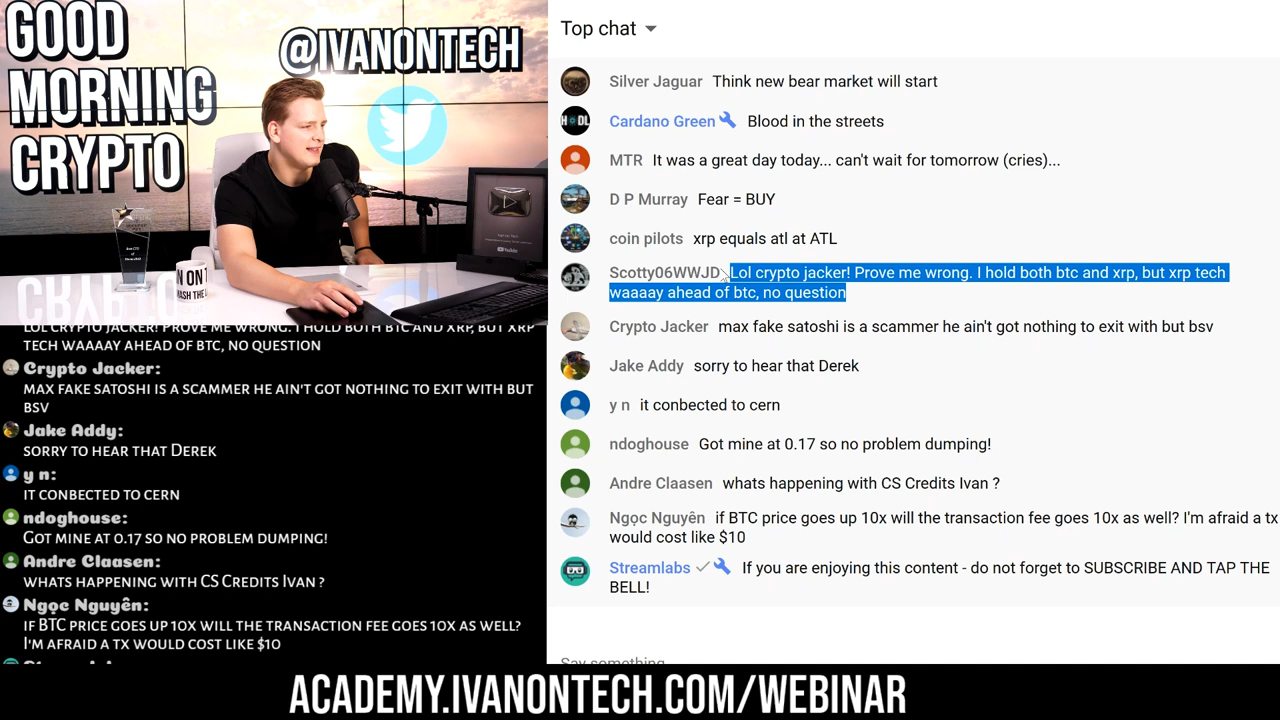 GOOD
MORNING
CRYPTO
@IVANONTECH
YouTube
CRYPTO
LOL CRYPTO JACKER! PROVE ME WRONG. I HOLD BOTH BTC AND XRP, BUT XRP
TECH WAAAAY AHEAD OF BTC, NO QUESTION
Crypto Jacker:
MAX FAKE SATOSHI IS A SCAMMER HE AIN'T GOT NOTHING TO EXIT WITH BUT
BSV
Jake Addy:
SORRY TO HEAR THAT DEREK
y n:
IT CONBECTED TO CERN
ndoghouse:
GOT MINE AT 0.17 SO NO PROBLEM DUMPING!
Andre Claasen:
WHATS HAPPENING WITH CS CREDITS IVAN ?
Ngọc Nguyên:
IF BTC PRICE GOES UP 10X WILL THE TRANSACTION FEE GOES 10X AS WELL?
I'M AFRAID A TX WOULD COST LIKE $10
Top chat
Silver Jaguar Think new bear market will start
HODL
Cardano Green Blood in the streets
MTR It was a great day today... can't wait for tomorrow (cries)...
D P Murray Fear = BUY
coin pilots xrp equals atl at ATL
Scotty06WWJD Lol crypto jacker! Prove me wrong. I hold both btc and xrp, but xrp tech
waaaay ahead of btc, no question
Crypto Jacker max fake satoshi is a scammer he ain't got nothing to exit with but bsv
Jake Addy sorry to hear that Derek
y n it conbected to cern
ndoghouse Got mine at 0.17 so no problem dumping!
Andre Claasen whats happening with CS Credits Ivan ?
Ngọc Nguyên if BTC price goes up 10x will the transaction fee goes 10x as well? I'm afraid a tx
would cost like $10
Streamlabs If you are enjoying this content - do not forget to SUBSCRIBE AND TAP THE
BELL!
Say something
ACADEMY.IVANONTECH.COM/WEBINAR